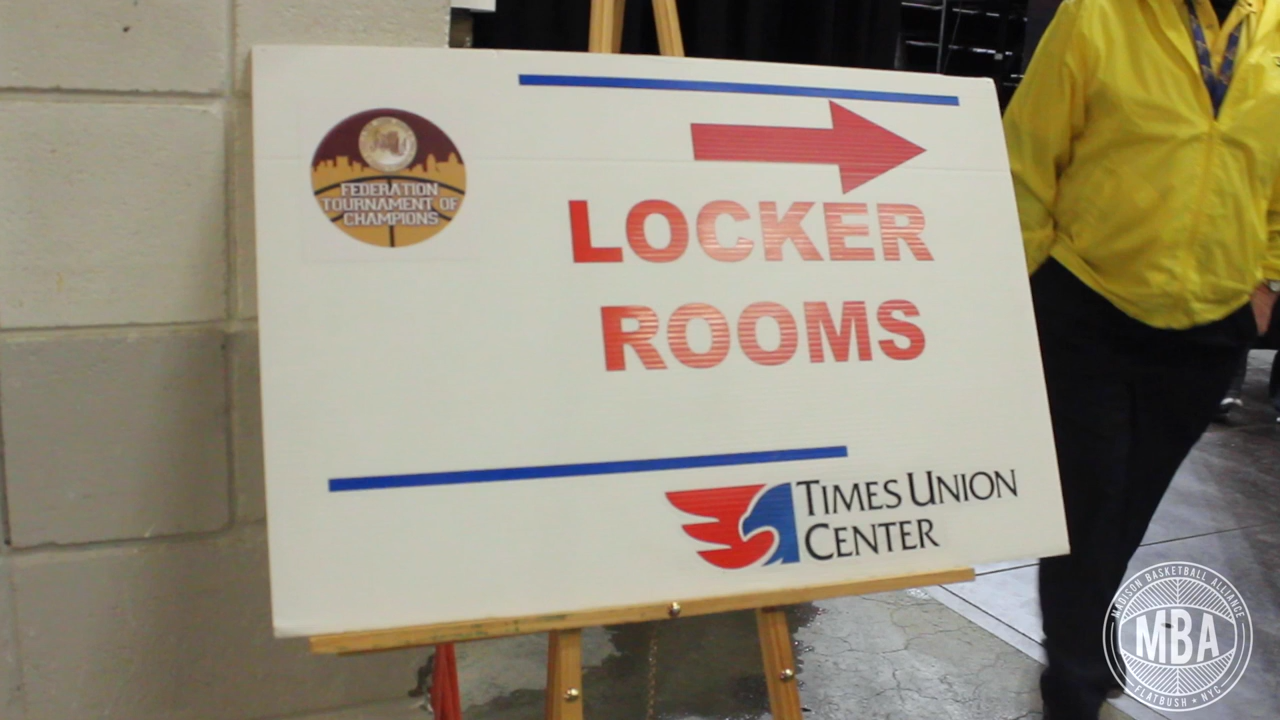 FEDERATION
TOURNAMENT OF
CHAMPIONS
LOCKER
ROOMS
TIMES UNION
CENTER
MADISON BASKETBALL ALLIANCE
MBA
FLATBUSH • NYC